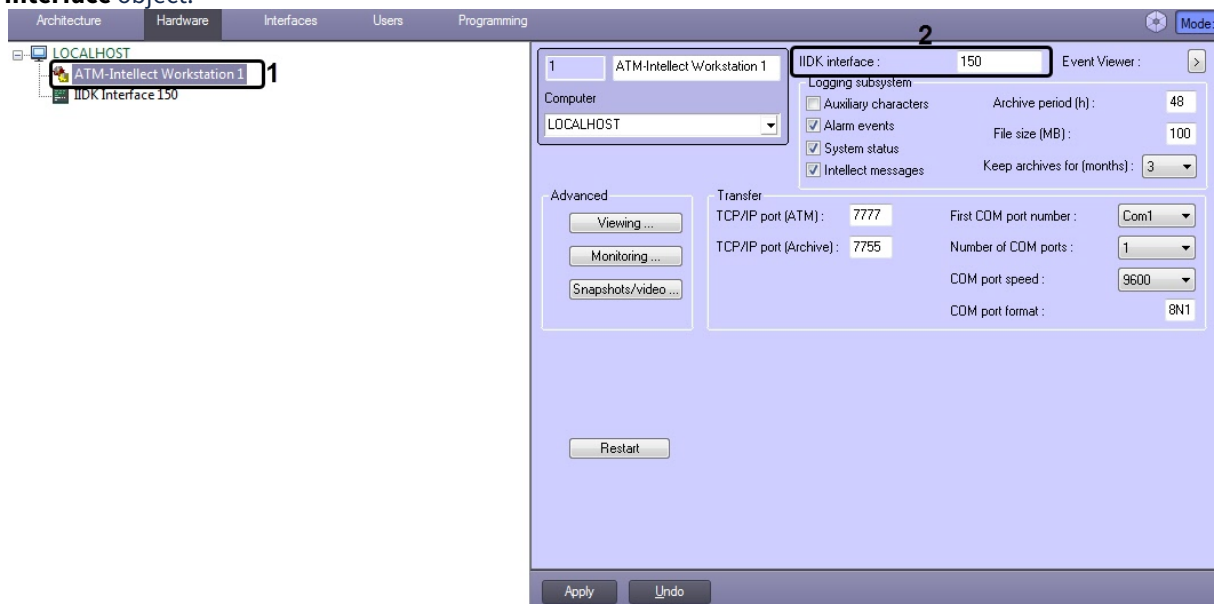 interface object.
Architecture Hardware Interfaces Users Programming Mode:
LOCALHOST
ATM-Intellect Workstation 1 1
IIDK Interface 150
2
1 ATM-Intellect Workstation 1 IIDK interface : 150 Event Viewer : >
Computer
LOCALHOST
Logging subsystem
Auxiliary characters Archive period (h) : 48
Alarm events File size (MB) : 100
System status
Intellect messages Keep archives for (months) : 3
Advanced Transfer
Viewing ... TCP/IP port (ATM) : 7777 First COM port number : Com1
Monitoring ... TCP/IP port (Archive) : 7755 Number of COM ports : 1
Snapshots/video ... COM port speed : 9600
COM port format : 8N1
Restart
Apply Undo